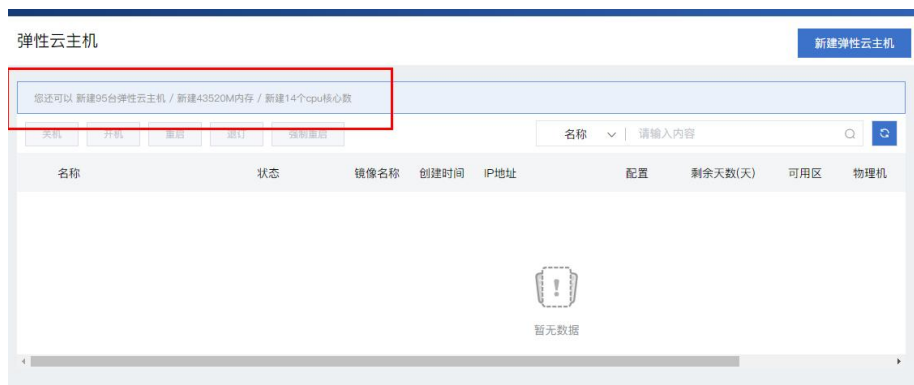 弹性云主机
新建弹性云主机
您还可以 新建95台弹性云主机 / 新建43520M内存 / 新建14个cpu核心数
关机 开机 重启 退订 强制重启 名称 请输入内容
名称 状态 镜像名称 创建时间 IP地址 配置 剩余天数(天) 可用区 物理机
暂无数据